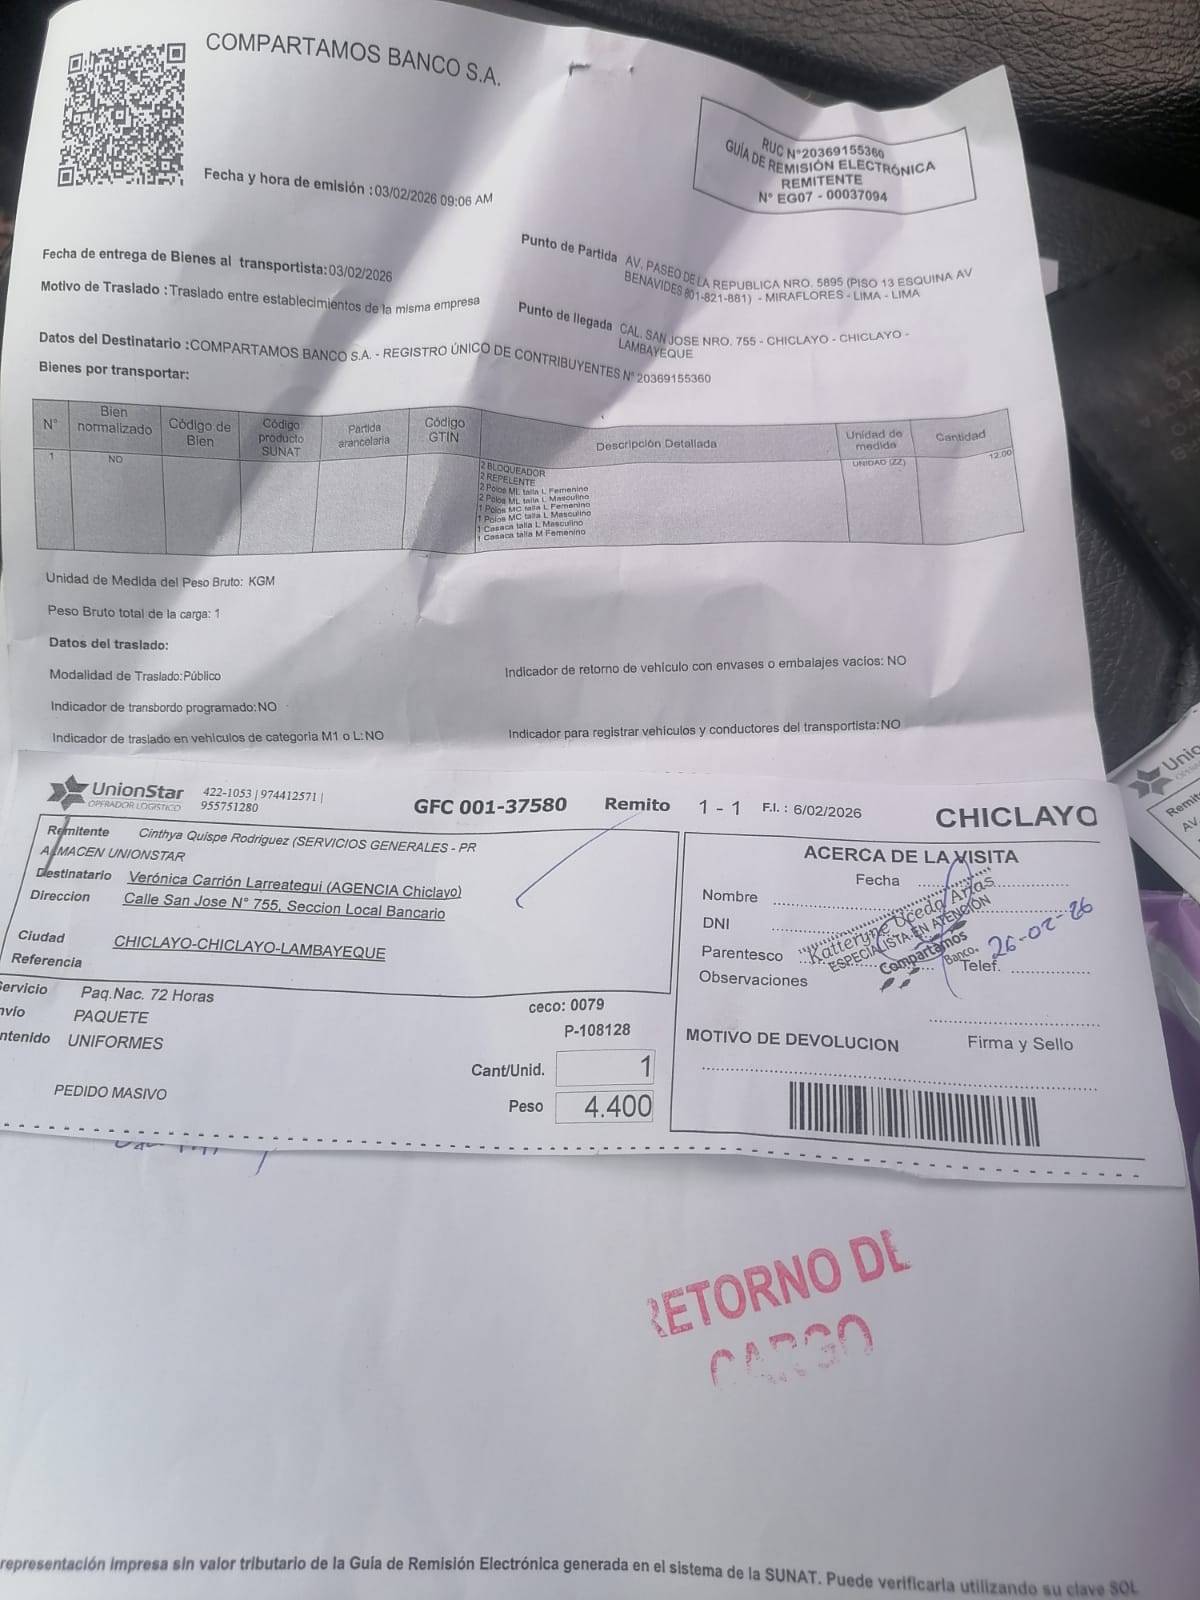 COMPARTAMOS BANCO S.A.
RUC N°20369155360
GUÍA DE REMISIÓN ELECTRÓNICA
REMITENTE
N° EG07 - 00037094
Fecha y hora de emisión : 03/02/2026 09:06 AM
Fecha de entrega de Bienes al transportista: 03/02/2026
Motivo de Traslado : Traslado entre establecimientos de la misma empresa
Punto de Partida AV. PASEO DE LA REPUBLICA NRO. 5895 (PISO 13 ESQUINA AV
BENAVIDES 801-821-881) - MIRAFLORES - LIMA - LIMA
Punto de llegada CAL. SAN JOSE NRO. 755 - CHICLAYO - CHICLAYO -
LAMBAYEQUE
Datos del Destinatario : COMPARTAMOS BANCO S.A. - REGISTRO ÚNICO DE CONTRIBUYENTES N° 20369155360
Bienes por transportar:
N° Bien normalizado Código de Bien Código producto SUNAT Partida arancelaria Código GTIN Descripción Detallada Unidad de medida Cantidad
1 NO 2 BLOQUEADOR UNIDAD (ZZ) 12.00
2 REPELENTE
2 Polos ML talla L Femenino
2 Polos ML talla L Masculino
1 Polos MC talla L Femenino
1 Polos MC talla L Masculino
1 Casaca talla L Masculino
1 Casaca talla M Femenino
Unidad de Medida del Peso Bruto: KGM
Peso Bruto total de la carga: 1
Datos del traslado:
Modalidad de Traslado: Público
Indicador de retorno de vehículo con envases o embalajes vacíos: NO
Indicador de transbordo programado: NO
Indicador de traslado en vehículos de categoria M1 o L: NO
Indicador para registrar vehículos y conductores del transportista: NO
UnionStar
OPERADOR LOGISTICO
422-1053 | 974412571 |
955751280
GFC 001-37580 Remito 1 - 1 F.I. : 6/02/2026 CHICLAYO
Remitente Cinthya Quispe Rodriguez (SERVICIOS GENERALES - PR
ALMACEN UNIONSTAR
Destinatario Verónica Carrión Larreategui (AGENCIA Chiclayo)
Direccion Calle San Jose N° 755, Seccion Local Bancario
Ciudad CHICLAYO-CHICLAYO-LAMBAYEQUE
Referencia
Servicio Paq.Nac. 72 Horas
nvío PAQUETE
ntenido UNIFORMES
PEDIDO MASIVO
ceco: 0079
P-108128
Cant/Unid. 1
Peso 4.400
ACERCA DE LA VISITA
Fecha
Nombre
DNI
Parentesco
Telef.
Observaciones
Katteryne Uceda Arias
ESPECIALISTA EN ATENCIÓN
Compartamos
Banco
26-02-26
MOTIVO DE DEVOLUCION
Firma y Sello
RETORNO DE
CARGO
representación impresa sin valor tributario de la Guía de Remisión Electrónica generada en el sistema de la SUNAT. Puede verificarla utilizando su clave SOL
Unio
Remit
AV.